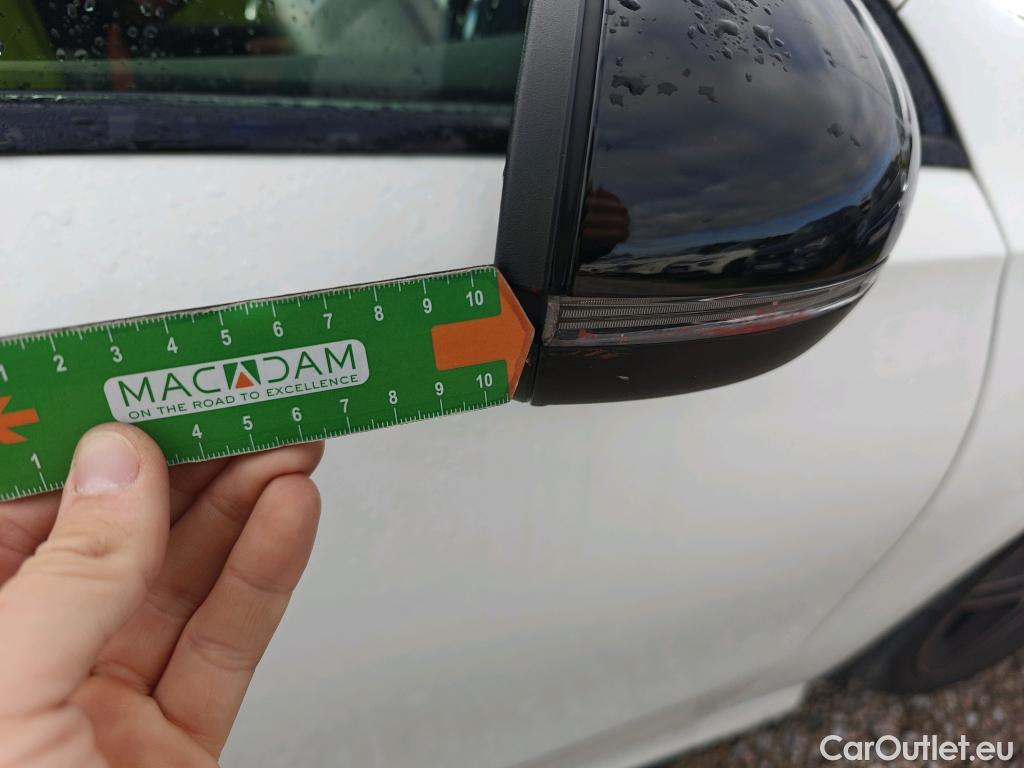 1 2 3 4 5 6 7 8 9 10
MACADAM
ON THE ROAD TO EXCELLENCE
1 4 5 6 7 8 9 10
CarOutlet.eu